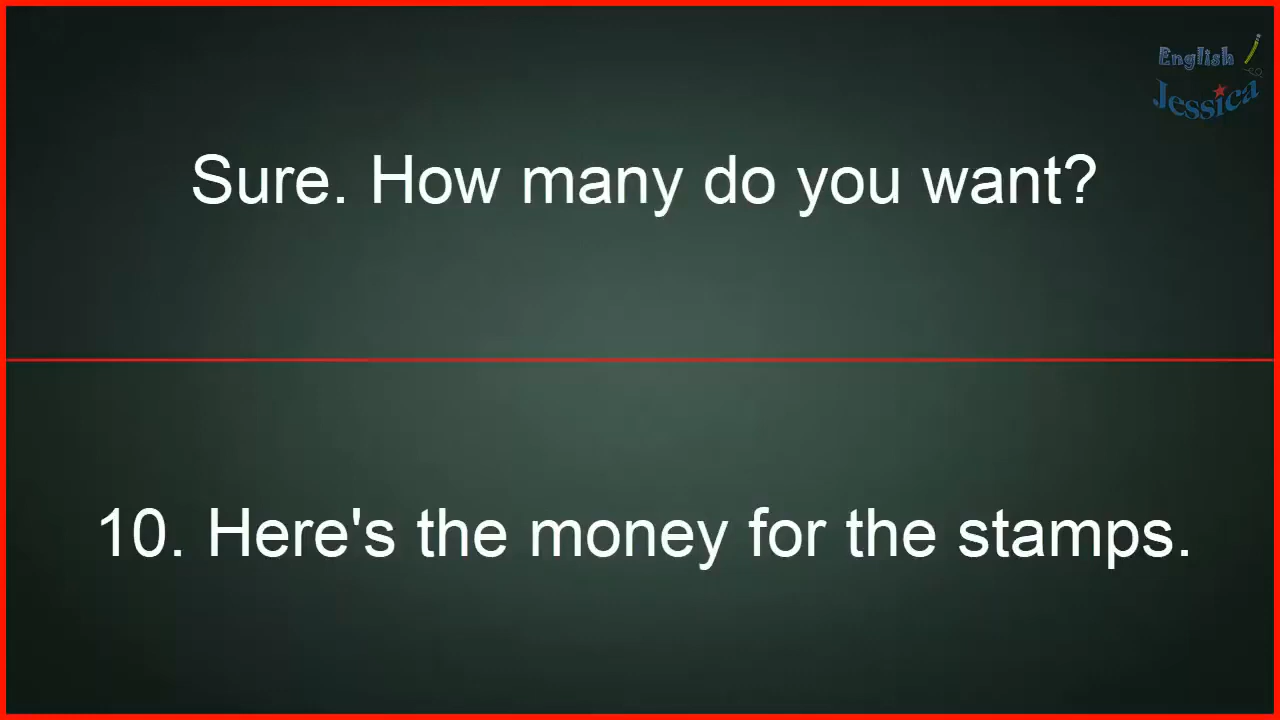 English
Jessica
Sure. How many do you want?
10. Here's the money for the stamps.